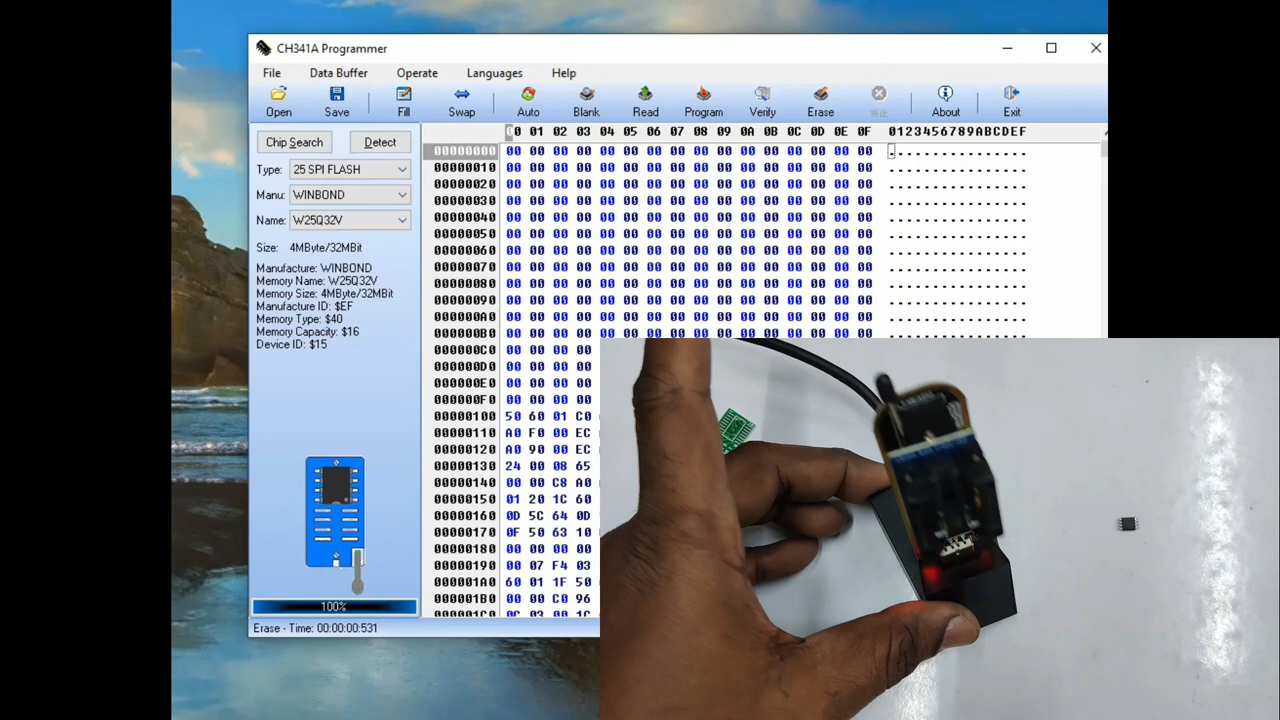 CH341A Programmer
File Data Buffer Operate Languages Help
Open Save Fill Swap Auto Blank Read Program Verify Erase About Exit
Chip Search Detect
Type: 25 SPI FLASH
Manu: WINBOND
Name: W25Q32V
Size: 4MByte/32MBit
Manufacture: WINBOND
Memory Name: W25Q32V
Memory Size: 4MByte/32MBit
Manufacture ID: $EF
Memory Type: $40
Memory Capacity: $16
Device ID: $15
100%
Erase - Time: 00:00:00:531
00 01 02 03 04 05 06 07 08 09 0A 0B 0C 0D 0E 0F 0123456789ABCDEF
00000000 00 00 00 00 00 00 00 00 00 00 00 00 00 00 00 00 ................
00000010 00 00 00 00 00 00 00 00 00 00 00 00 00 00 00 00 ................
00000020 00 00 00 00 00 00 00 00 00 00 00 00 00 00 00 00 ................
00000030 00 00 00 00 00 00 00 00 00 00 00 00 00 00 00 00 ................
00000040 00 00 00 00 00 00 00 00 00 00 00 00 00 00 00 00 ................
00000050 00 00 00 00 00 00 00 00 00 00 00 00 00 00 00 00 ................
00000060 00 00 00 00 00 00 00 00 00 00 00 00 00 00 00 00 ................
00000070 00 00 00 00 00 00 00 00 00 00 00 00 00 00 00 00 ................
00000080 00 00 00 00 00 00 00 00 00 00 00 00 00 00 00 00 ................
00000090 00 00 00 00 00 00 00 00 00 00 00 00 00 00 00 00 ................
000000A0 00 00 00 00 00 00 00 00 00 00 00 00 00 00 00 00 ................
000000B0 00 00 00 00 00 00 00 00 00 00 00 00 00 00 00 00 ................
000000C0 00 00 00 00
000000D0 00 00 00 00
000000E0 00 00 00 00
000000F0 00 00 00 00
00000100 50 60 01 C0
00000110 A0 F0 00 EC
00000120 A0 90 00 EC
00000130 24 00 08 65
00000140 00 00 C8 A0
00000150 01 20 1C 60
00000160 0D 5C 64 0D
00000170 0F 50 63 10
00000180 00 00 00 00
00000190 00 07 F4 03
000001A0 60 01 1F 50
000001B0 00 00 C0 96
000001C0 0C 03 00 1C